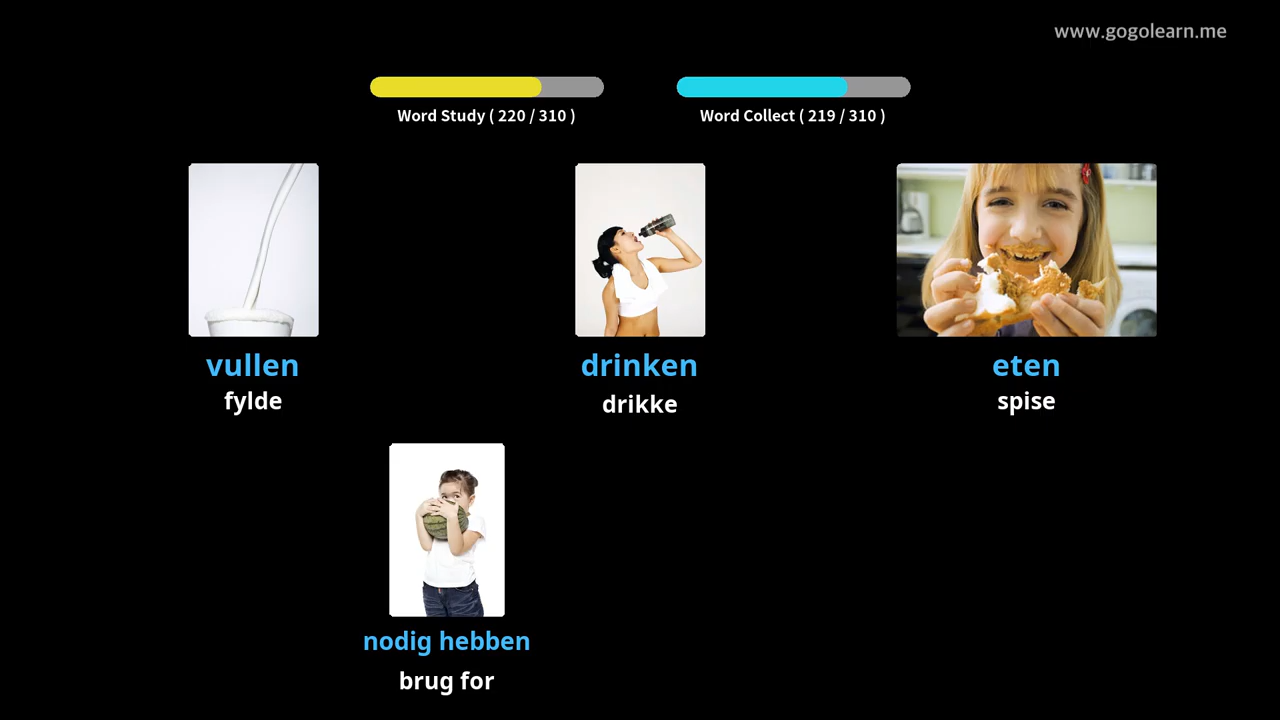 www.gogolearn.me
Word Study ( 220 / 310 )
Word Collect ( 219 / 310 )
vullen
fylde
drinken
drikke
eten
spise
nodig hebben
brug for